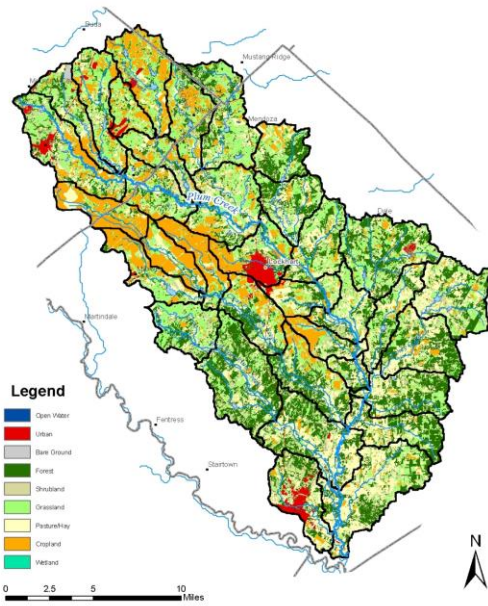 Buda
Mustang Ridge
Mendoza
Plum Creek
Dale
Lockhart
Martindale
Fentress
Stairtown
Legend
Open Water
Urban
Bare Ground
Forest
Shrubland
Grassland
Pasture/Hay
Cropland
Wetland
N
0 2.5 5 10
Miles